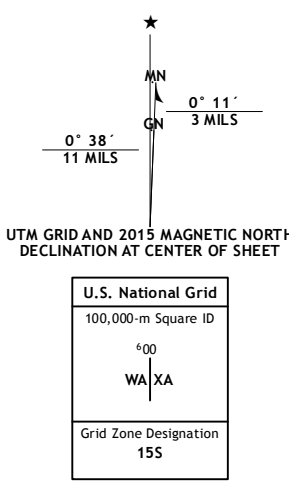 ★
MN
0° 11´
3 MILS
GN
0° 38´
11 MILS
UTM GRID AND 2015 MAGNETIC NORTH
DECLINATION AT CENTER OF SHEET
U.S. National Grid
100,000-m Square ID
⁶00
WA XA
Grid Zone Designation
15S